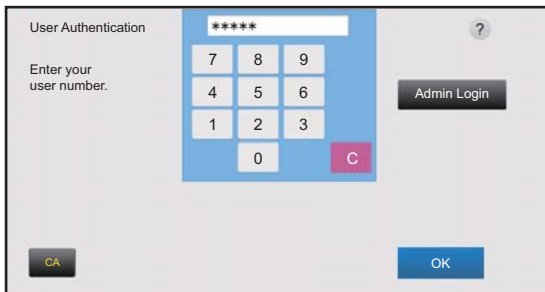 User Authentication
*****
?
Enter your
user number.
7 8 9
4 5 6
1 2 3
0 C
Admin Login
CA
OK